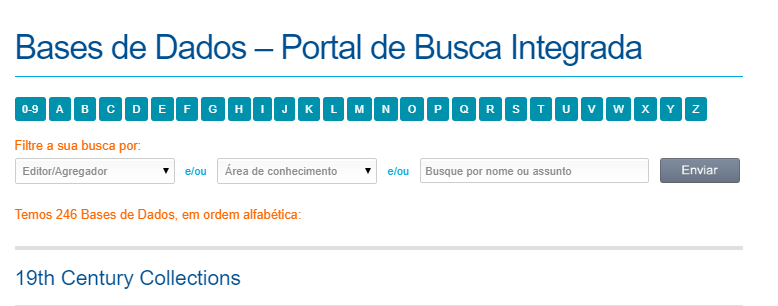 Bases de Dados – Portal de Busca Integrada
0-9 A B C D E F G H I J K L M N O P Q R S T U V W X Y Z
Filtre a sua busca por:
Editor/Agregador e/ou Área de conhecimento e/ou Busque por nome ou assunto Enviar
Temos 246 Bases de Dados, em ordem alfabética:
19th Century Collections